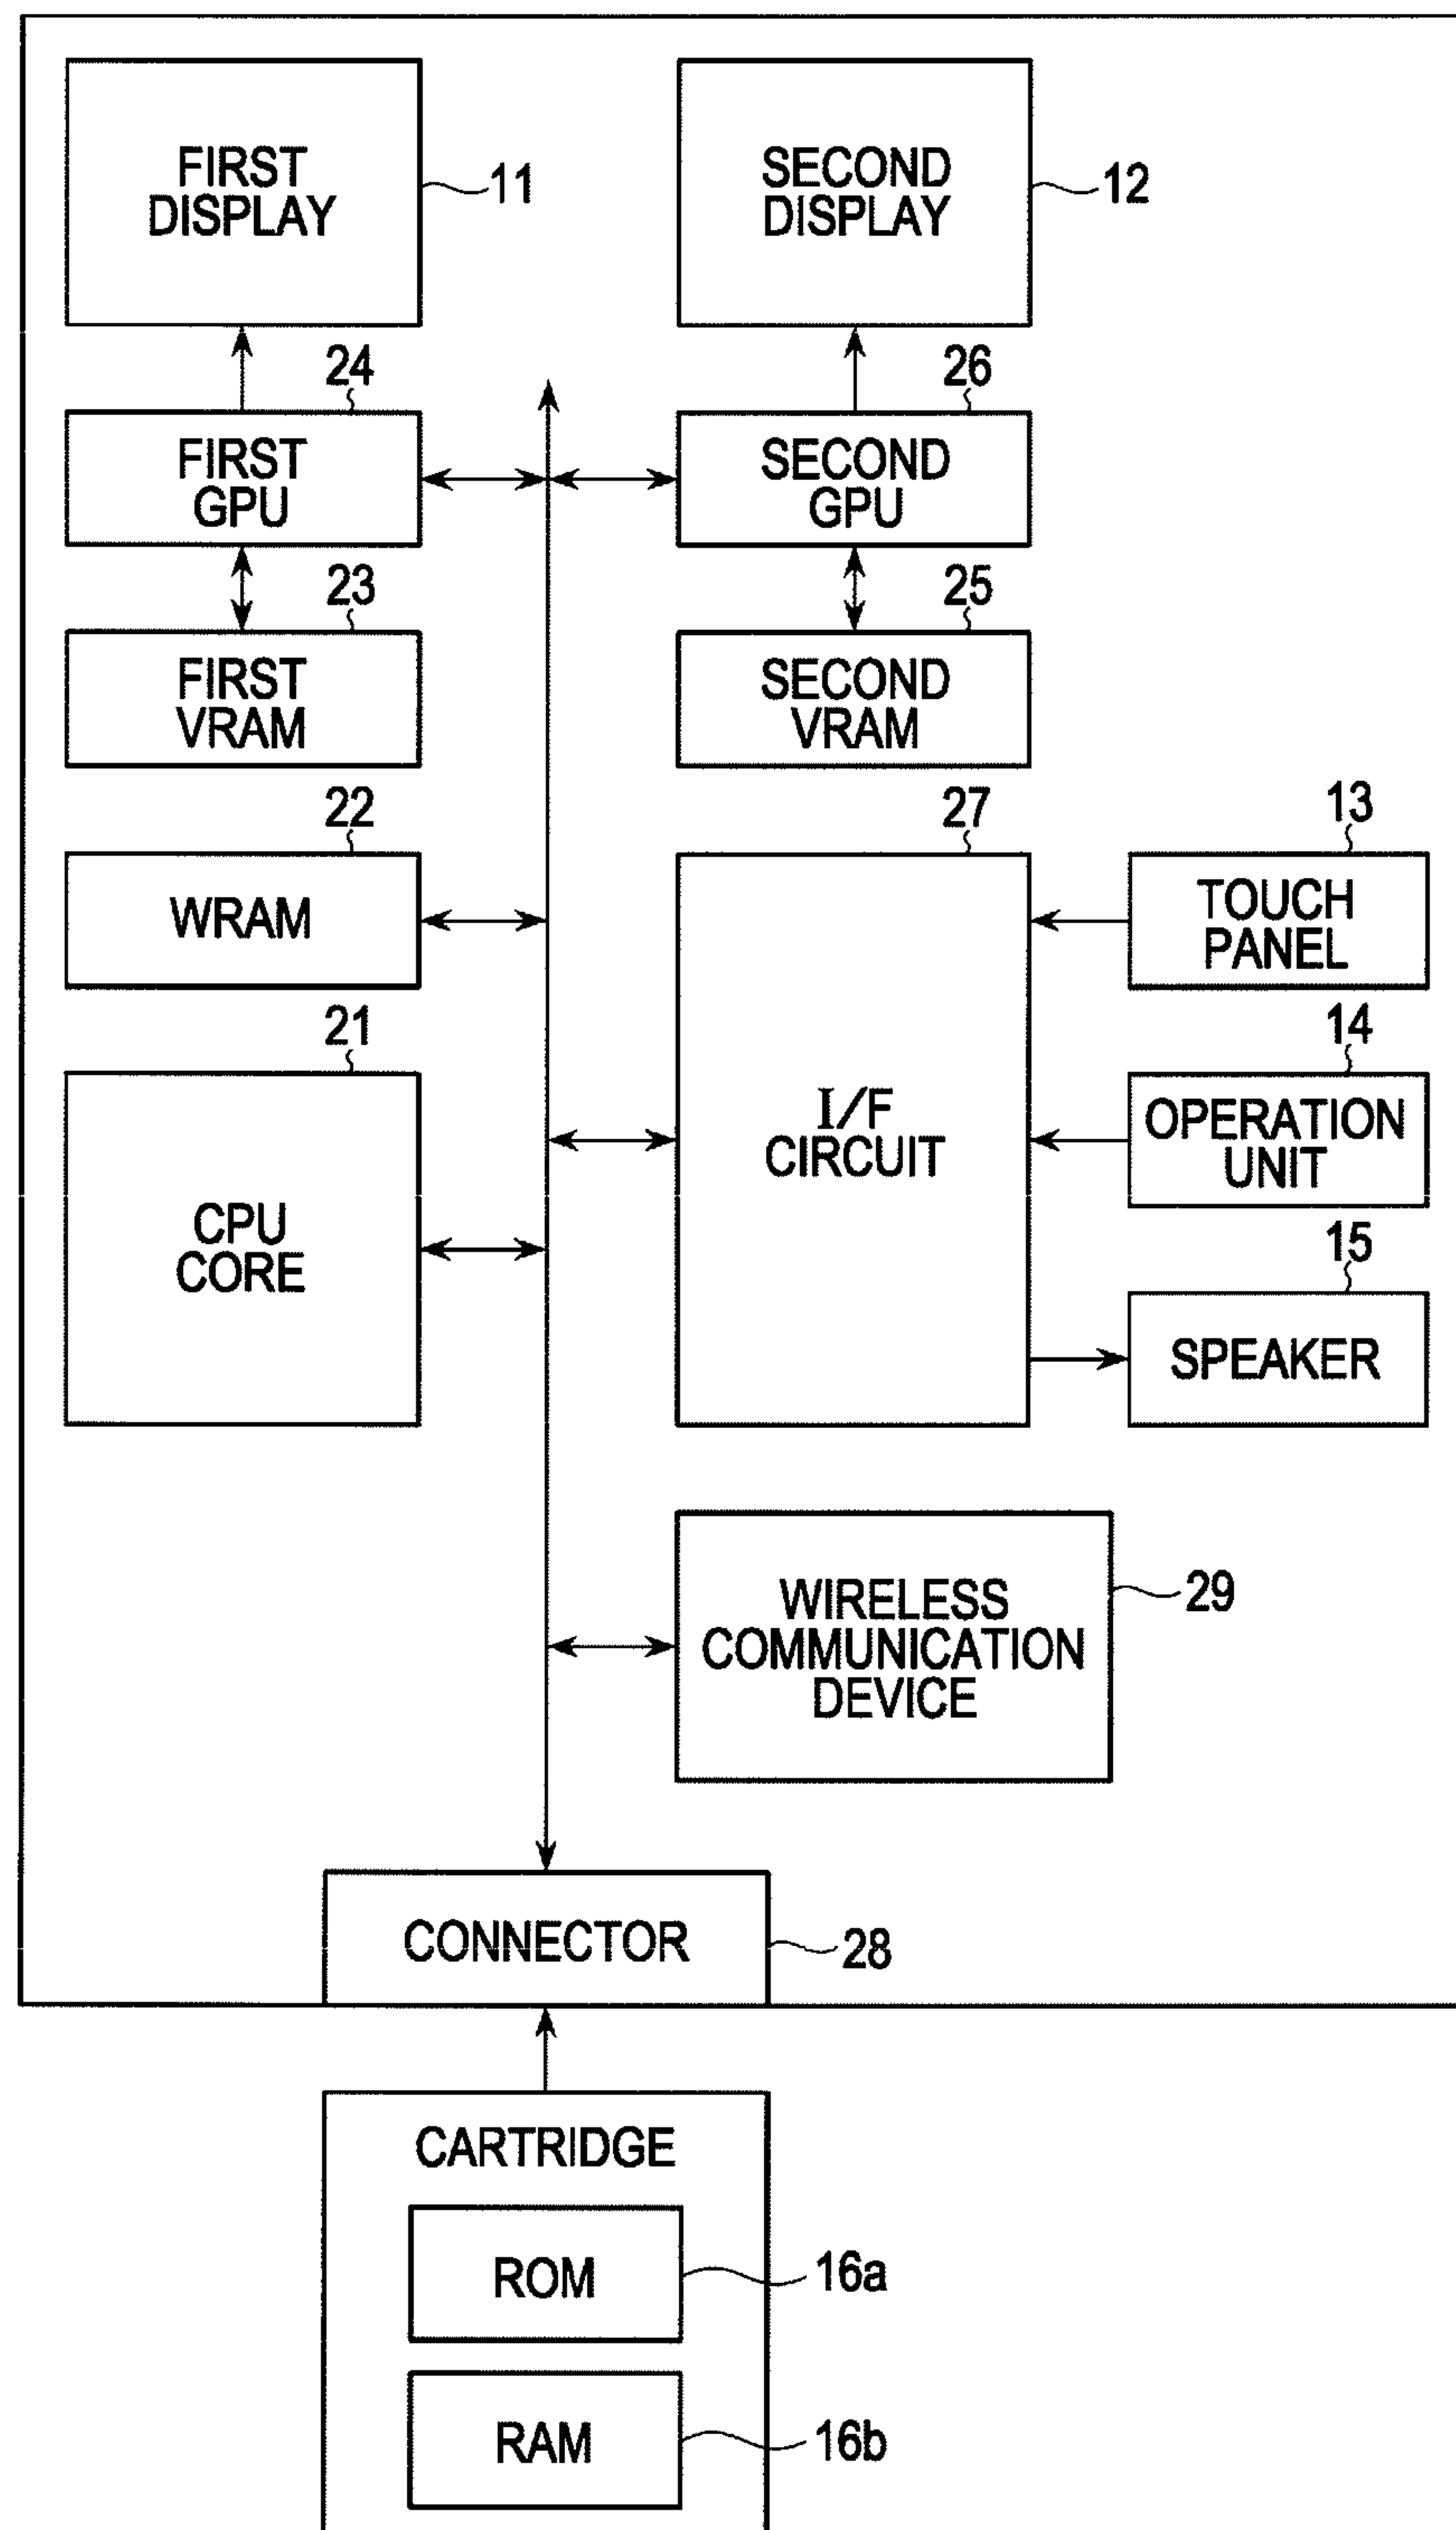 FIRST
DISPLAY
11
SECOND
DISPLAY
12
24
FIRST
GPU
26
SECOND
GPU
23
FIRST
VRAM
25
SECOND
VRAM
22
WRAM
27
I/F
CIRCUIT
13
TOUCH
PANEL
21
CPU
CORE
14
OPERATION
UNIT
15
SPEAKER
WIRELESS
COMMUNICATION
DEVICE
29
CONNECTOR
28
CARTRIDGE
ROM
16a
RAM
16b